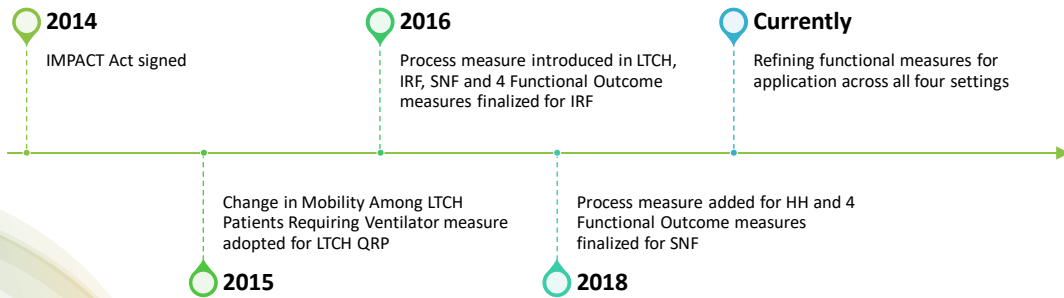 2014
IMPACT Act signed
2016
Process measure introduced in LTCH,
IRF, SNF and 4 Functional Outcome
measures finalized for IRF
Currently
Refining functional measures for
application across all four settings
Change in Mobility Among LTCH
Patients Requiring Ventilator measure
adopted for LTCH QRP
2015
Process measure added for HH and 4
Functional Outcome measures
finalized for SNF
2018